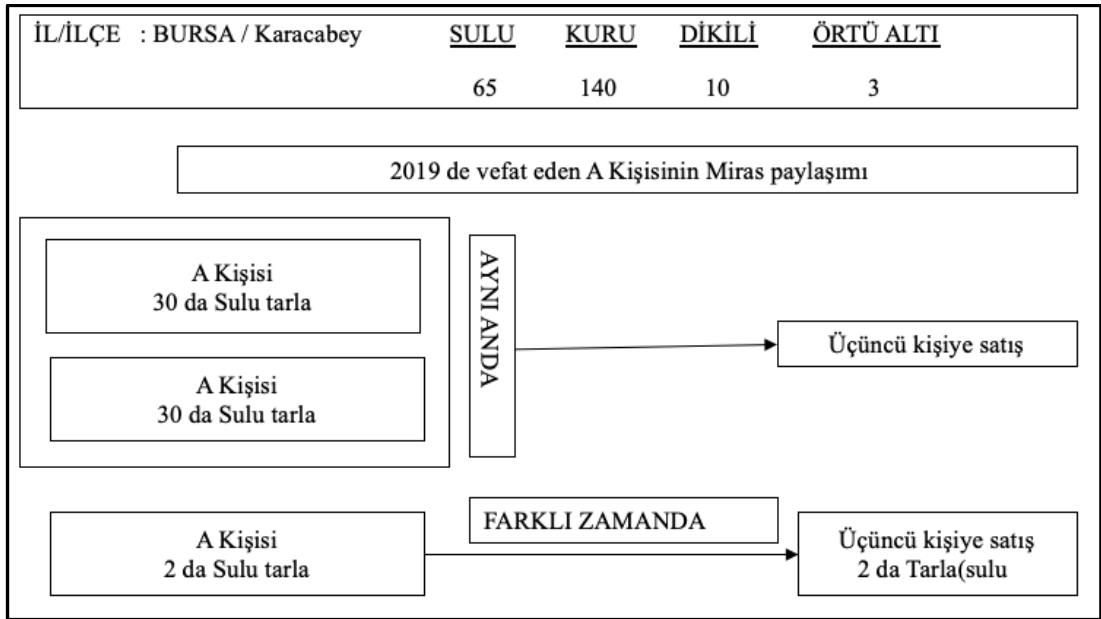 İL/İLÇE : BURSA / Karacabey SULU KURU DİKİLİ ÖRTÜ ALTI
65 140 10 3
2019 de vefat eden A Kişisinin Miras paylaşımı
A Kişisi
30 da Sulu tarla
AYNI ANDA
Üçüncü kişiye satış
A Kişisi
30 da Sulu tarla
FARKLI ZAMANDA
A Kişisi
2 da Sulu tarla
Üçüncü kişiye satış
2 da Tarla(sulu